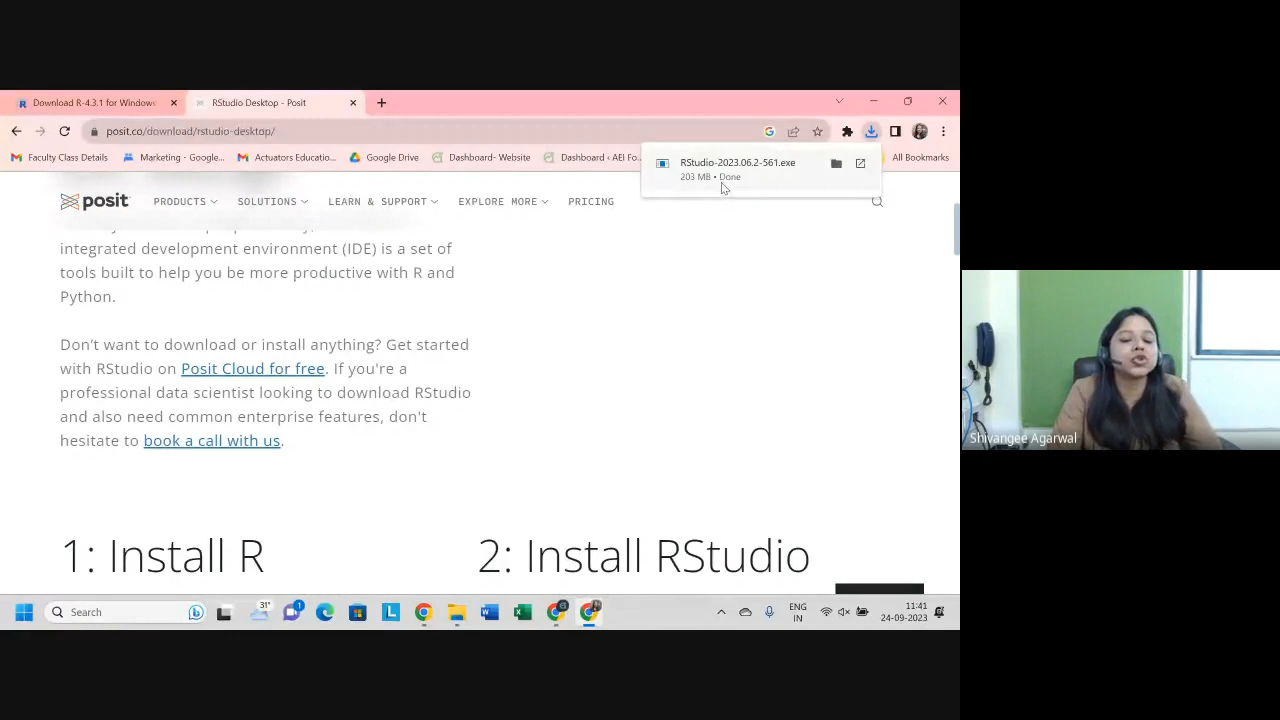 Download R-4.3.1 for Windows
RStudio Desktop - Posit
posit.co/download/rstudio-desktop/
Faculty Class Details
Marketing - Google...
Actuators Educatio...
Google Drive
Dashboard- Website
Dashboard ‹ AEI Fo...
All Bookmarks
RStudio-2023.06.2-561.exe
203 MB • Done
posit
PRODUCTS
SOLUTIONS
LEARN & SUPPORT
EXPLORE MORE
PRICING
integrated development environment (IDE) is a set of
tools built to help you be more productive with R and
Python.
Don't want to download or install anything? Get started
with RStudio on Posit Cloud for free. If you're a
professional data scientist looking to download RStudio
and also need common enterprise features, don't
hesitate to book a call with us.
1: Install R
2: Install RStudio
Shivangee Agarwal
Search
31°
1
ENG
IN
11:41
24-09-2023